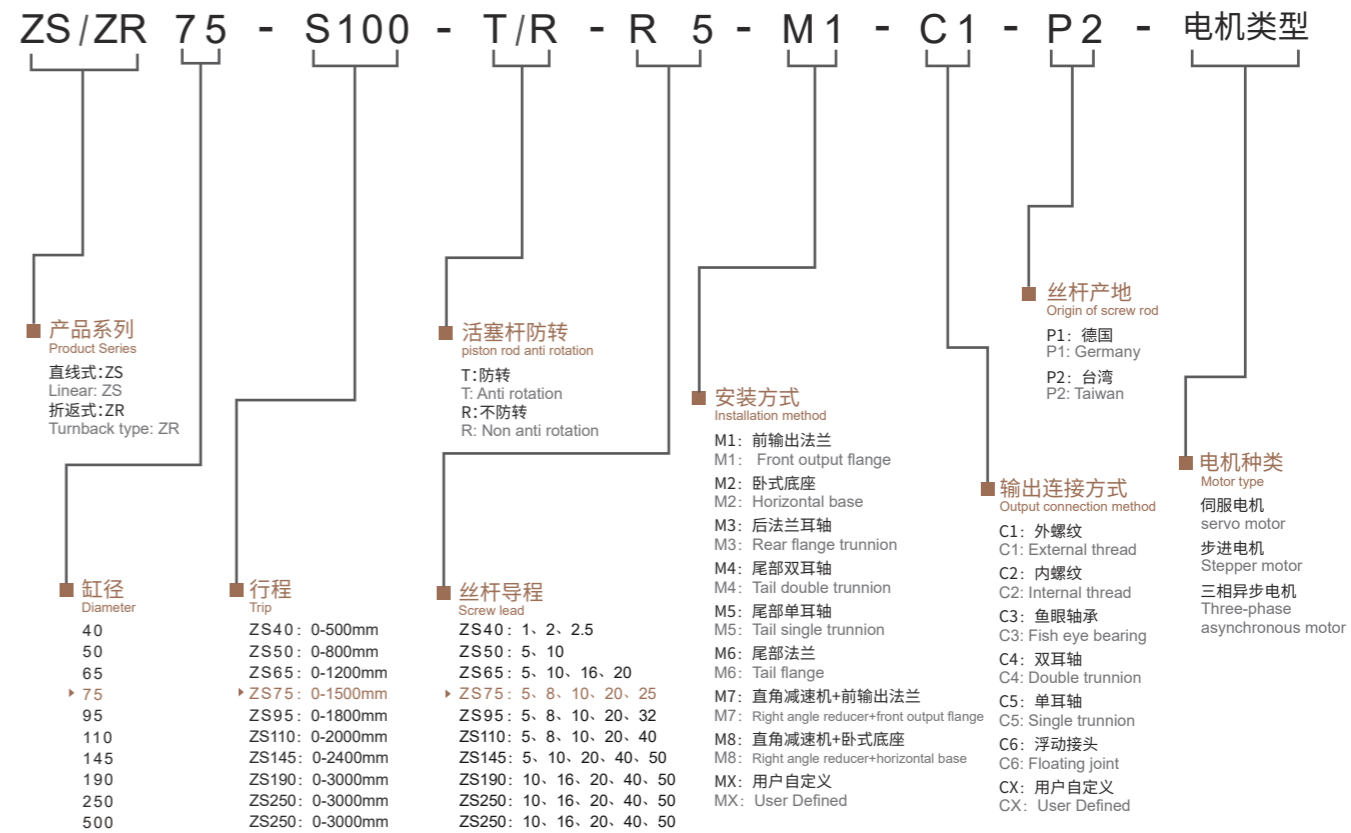 ZS/ZR 75 - S100 - T/R - R 5 - M1 - C1 - P2 - 电机类型
产品系列
Product Series
直线式:ZS
Linear: ZS
折返式:ZR
Turnback type: ZR
缸径
Diameter
40
50
65
75
95
110
145
190
250
500
行程
Trip
ZS40: 0-500mm
ZS50: 0-800mm
ZS65: 0-1200mm
ZS75: 0-1500mm
ZS95: 0-1800mm
ZS110: 0-2000mm
ZS145: 0-2400mm
ZS190: 0-3000mm
ZS250: 0-3000mm
ZS250: 0-3000mm
活塞杆防转
piston rod anti rotation
T:防转
T: Anti rotation
R:不防转
R: Non anti rotation
丝杆导程
Screw lead
ZS40: 1、2、2.5
ZS50: 5、10
ZS65: 5、10、16、20
ZS75: 5、8、10、20、25
ZS95: 5、8、10、20、32
ZS110: 5、8、10、20、40
ZS145: 5、10、20、40、50
ZS190: 10、16、20、40、50
ZS250: 10、16、20、40、50
ZS250: 10、16、20、40、50
安装方式
Installation method
M1: 前输出法兰
M1: Front output flange
M2: 卧式底座
M2: Horizontal base
M3: 后法兰耳轴
M3: Rear flange trunnion
M4: 尾部双耳轴
M4: Tail double trunnion
M5: 尾部单耳轴
M5: Tail single trunnion
M6: 尾部法兰
M6: Tail flange
M7: 直角减速机+前输出法兰
M7: Right angle reducer+front output flange
M8: 直角减速机+卧式底座
M8: Right angle reducer+horizontal base
MX: 用户自定义
MX: User Defined
输出连接方式
Output connection method
C1: 外螺纹
C1: External thread
C2: 内螺纹
C2: Internal thread
C3: 鱼眼轴承
C3: Fish eye bearing
C4: 双耳轴
C4: Double trunnion
C5: 单耳轴
C5: Single trunnion
C6: 浮动接头
C6: Floating joint
CX: 用户自定义
CX: User Defined
丝杆产地
Origin of screw rod
P1: 德国
P1: Germany
P2: 台湾
P2: Taiwan
电机种类
Motor type
伺服电机
servo motor
步进电机
Stepper motor
三相异步电机
Three-phase
asynchronous motor